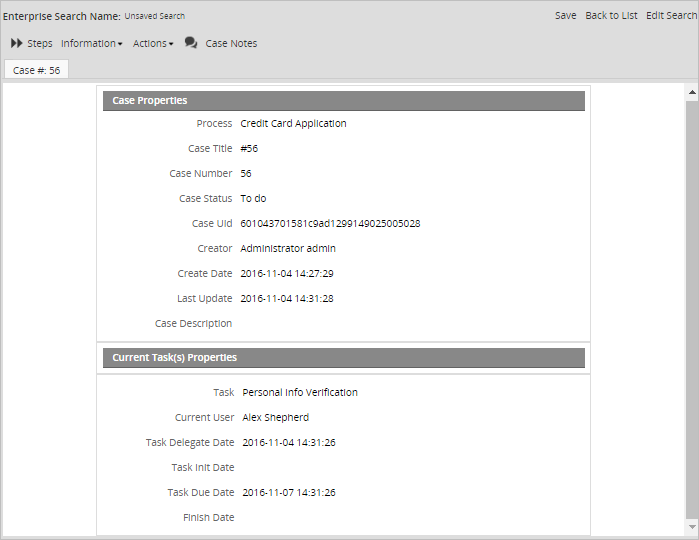 Enterprise Search Name: Unsaved Search Save Back to List Edit Search
Steps Information Actions Case Notes
Case #: 56
Case Properties
Process Credit Card Application
Case Title #56
Case Number 56
Case Status To do
Case Uid 601043701581c9ad1299149025005028
Creator Administrator admin
Create Date 2016-11-04 14:27:29
Last Update 2016-11-04 14:31:28
Case Description
Current Task(s) Properties
Task Personal Info Verification
Current User Alex Shepherd
Task Delegate Date 2016-11-04 14:31:26
Task Init Date
Task Due Date 2016-11-07 14:31:26
Finish Date